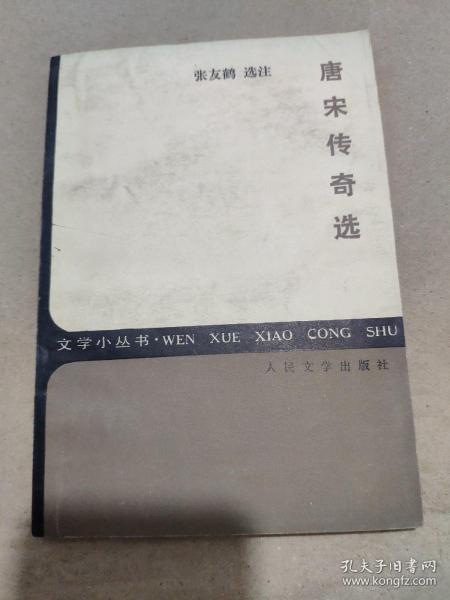 张友鹤 选注
唐宋传奇选
文学小丛书·WEN XUE XIAO CONG SHU
人民文学出版社
孔夫子旧书网
www.kongfz.com